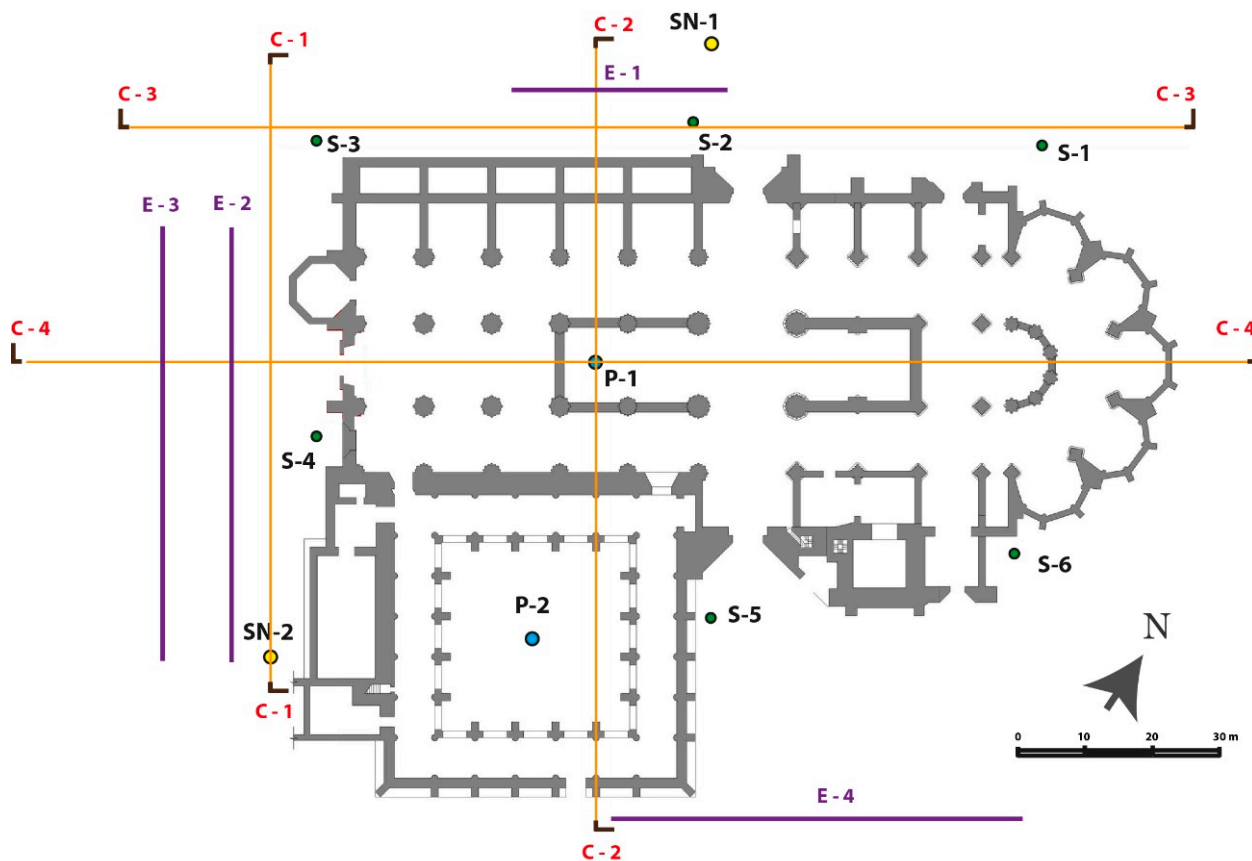 C - 2
SN-1
C - 1
E - 1
C - 3
C - 3
S-2
S-3
S-1
E - 3
E - 2
C - 4
C - 4
P-1
S-4
S-6
P-2
S-5
SN-2
N
C - 1
0 10 20 30 m
E - 4
C - 2